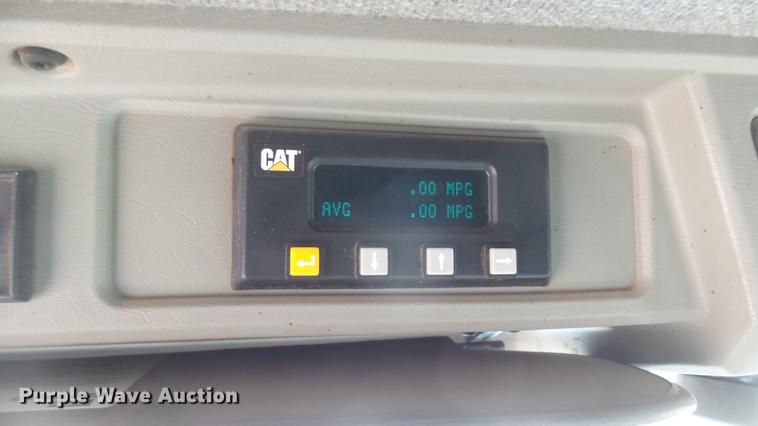 CAT
.00 MPG
AVG .00 MPG
Purple Wave Auction